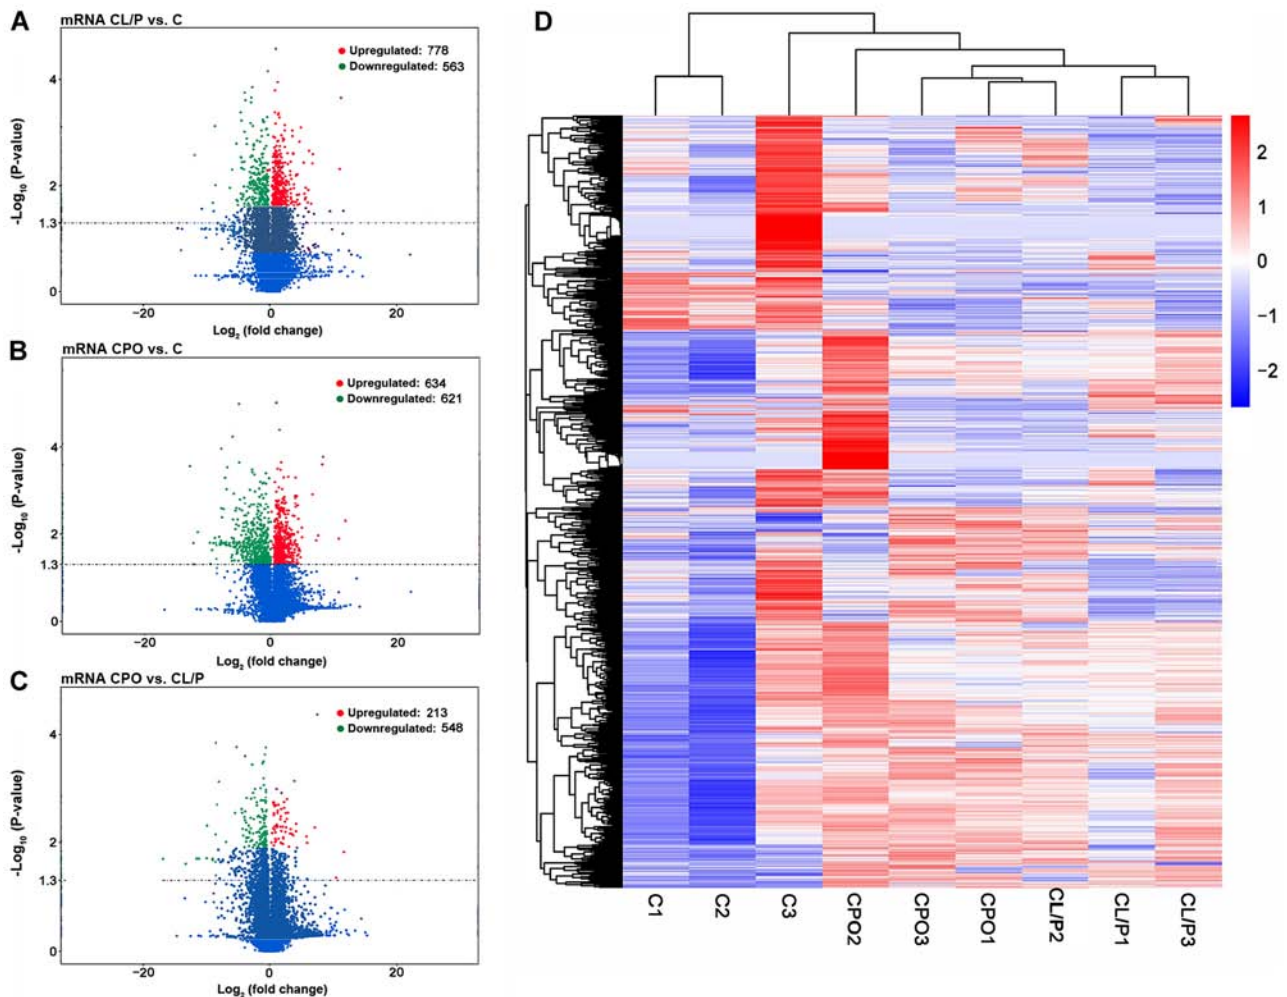 A
mRNA CL/P vs. C
Upregulated: 778
Downregulated: 563
4
2
1.3
0
-Log10 (P-value)
−20
0
20
Log2 (fold change)
B
mRNA CPO vs. C
Upregulated: 634
Downregulated: 621
4
2
1.3
0
-Log10 (P-value)
−20
0
20
Log2 (fold change)
C
mRNA CPO vs. CL/P
Upregulated: 213
Downregulated: 548
4
2
1.3
0
-Log10 (P-value)
−20
0
20
Log2 (fold change)
D
2
1
0
−1
−2
C1
C2
C3
CPO2
CPO3
CPO1
CL/P2
CL/P1
CL/P3